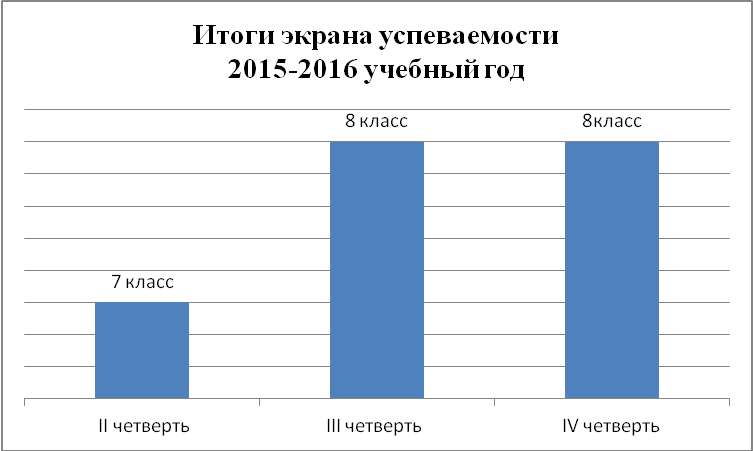 Итоги экрана успеваемости
2015-2016 учебный год
8 класс
8класс
7 класс
II четверть
III четверть
IV четверть